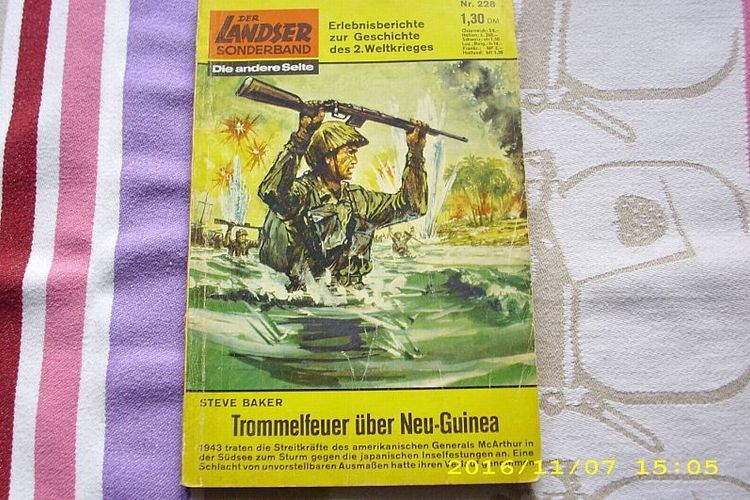 DER
LANDSER
SONDERBAND
Die andere Seite
Erlebnisberichte
zur Geschichte
des 2. Weltkrieges
Nr. 228
1,30 DM
STEVE BAKER
Trommelfeuer über Neu-Guinea
1943 traten die Streitkräfte des amerikanischen Generals McArthur in
der Südsee zum Sturm gegen die japanischen Inselfestungen an. Eine
Schlacht von unvorstellbaren Ausmaßen hatte ihren
2016/11/07 15:05